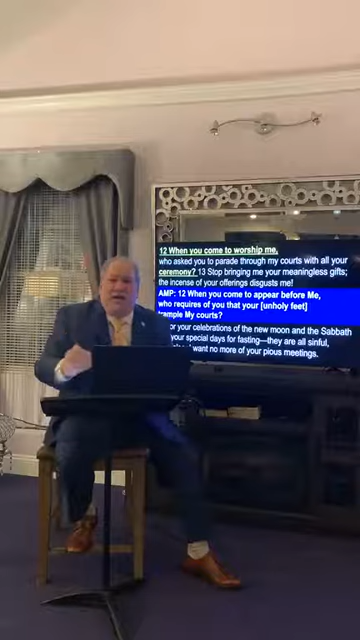 12 When you come to worship me,
who asked you to parade through my courts with all your
ceremony? 13 Stop bringing me your meaningless gifts;
the incense of your offerings disgusts me!
AMP: 12 When you come to appear before Me,
who requires of you that your [unholy feet]
trample My courts?
for your celebrations of the new moon and the Sabbath
your special days for fasting—they are all sinful,
want no more of your pious meetings.